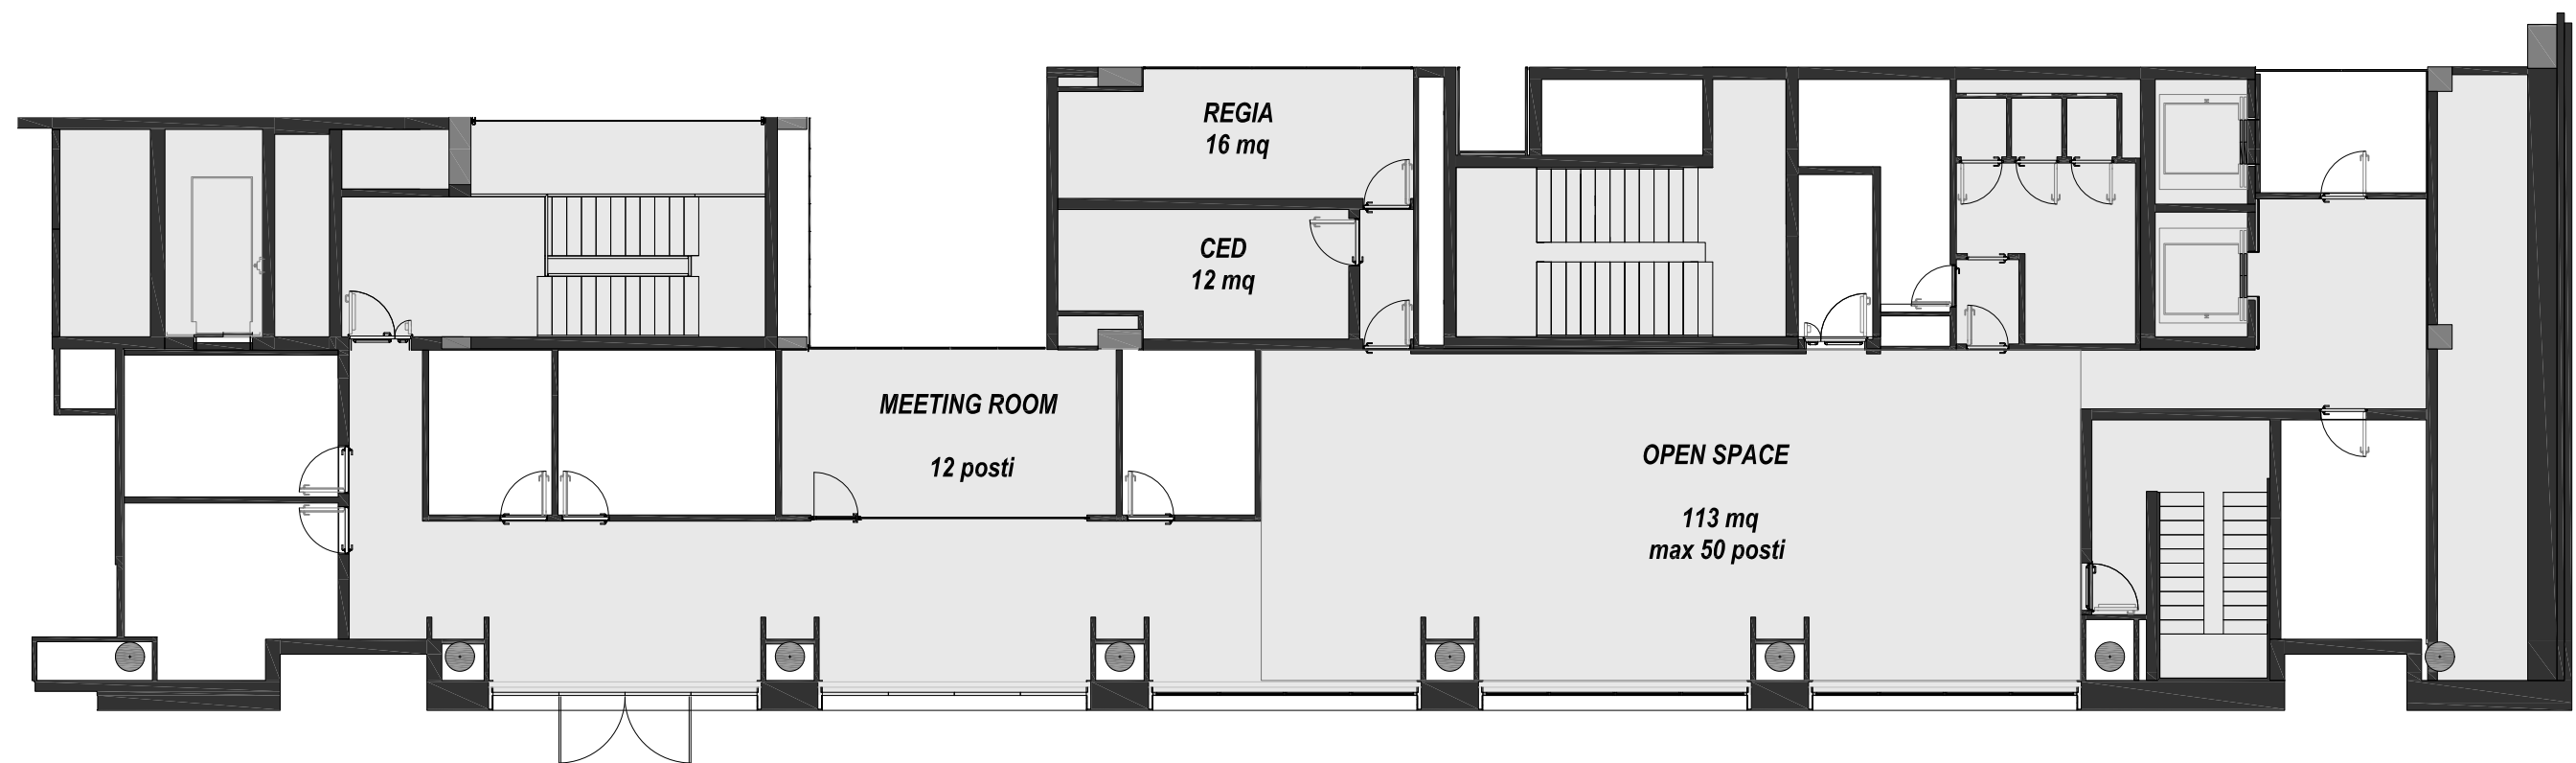 REGIA
16 mq
CED
12 mq
MEETING ROOM
12 posti
OPEN SPACE
113 mq
max 50 posti